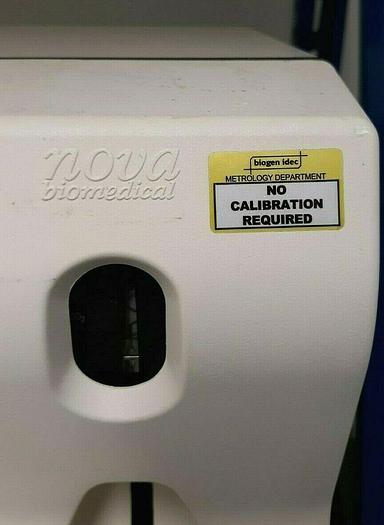 nova
biomedical
biogen idec
METROLOGY DEPARTMENT
NO
CALIBRATION
REQUIRED